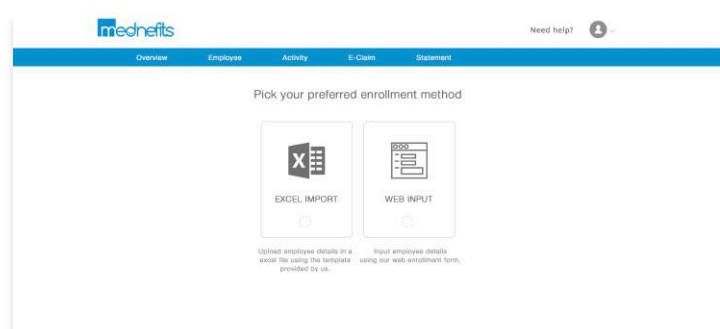 mednefits
Need help?
Overview Employee Activity E-Claim Statement
Pick your preferred enrollment method
X
EXCEL IMPORT
WEB INPUT
Upload employee details in a
excel file using the template
provided by us.
Input employee details
using our web enrollment form.